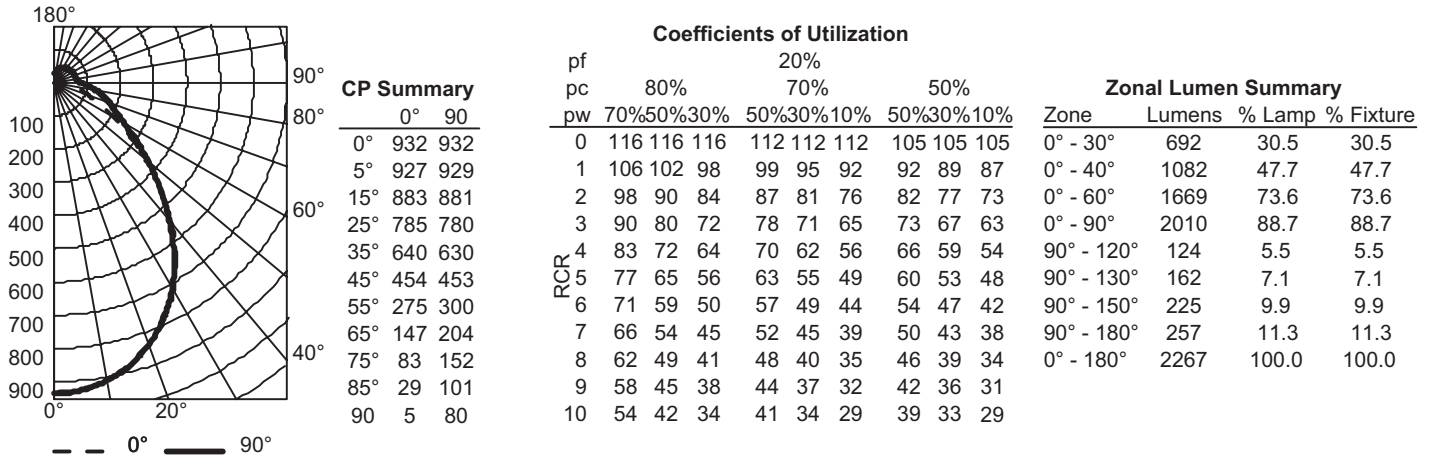 180°
90°
80°
60°
40°
100
200
300
400
500
600
700
800
900
0° 20°
0° 90°
CP Summary
0° 90
0° 932 932
5° 927 929
15° 883 881
25° 785 780
35° 640 630
45° 454 453
55° 275 300
65° 147 204
75° 83 152
85° 29 101
90 5 80
Coefficients of Utilization
pf 20%
pc 80% 70% 50%
pw 70%50%30% 50%30%10% 50%30%10%
RCR
0 116 116 116 112 112 112 105 105 105
1 106 102 98 99 95 92 92 89 87
2 98 90 84 87 81 76 82 77 73
3 90 80 72 78 71 65 73 67 63
4 83 72 64 70 62 56 66 59 54
5 77 65 56 63 55 49 60 53 48
6 71 59 50 57 49 44 54 47 42
7 66 54 45 52 45 39 50 43 38
8 62 49 41 48 40 35 46 39 34
9 58 45 38 44 37 32 42 36 31
10 54 42 34 41 34 29 39 33 29
Zonal Lumen Summary
Zone Lumens % Lamp % Fixture
0° - 30° 692 30.5 30.5
0° - 40° 1082 47.7 47.7
0° - 60° 1669 73.6 73.6
0° - 90° 2010 88.7 88.7
90° - 120° 124 5.5 5.5
90° - 130° 162 7.1 7.1
90° - 150° 225 9.9 9.9
90° - 180° 257 11.3 11.3
0° - 180° 2267 100.0 100.0